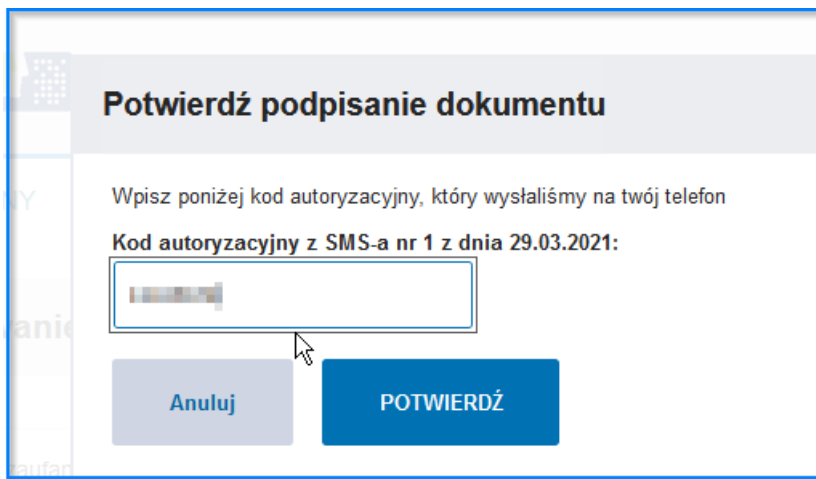 Potwierdź podpisanie dokumentu
NY
Wpisz poniżej kod autoryzacyjny, który wysłaliśmy na twój telefon
Kod autoryzacyjny z SMS-a nr 1 z dnia 29.03.2021:
Anuluj
POTWIERDŹ